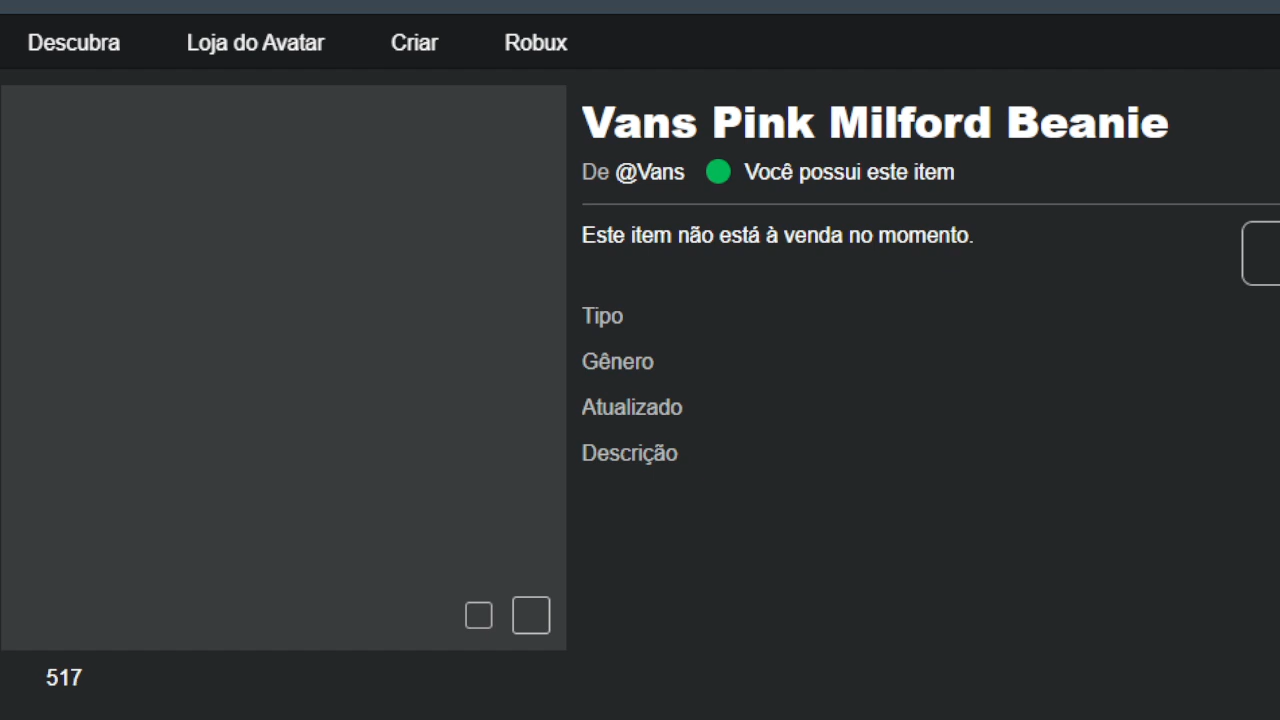 Descubra Loja do Avatar Criar Robux
Vans Pink Milford Beanie
De @Vans Você possui este item
Este item não está à venda no momento.
Tipo
Gênero
Atualizado
Descrição
517